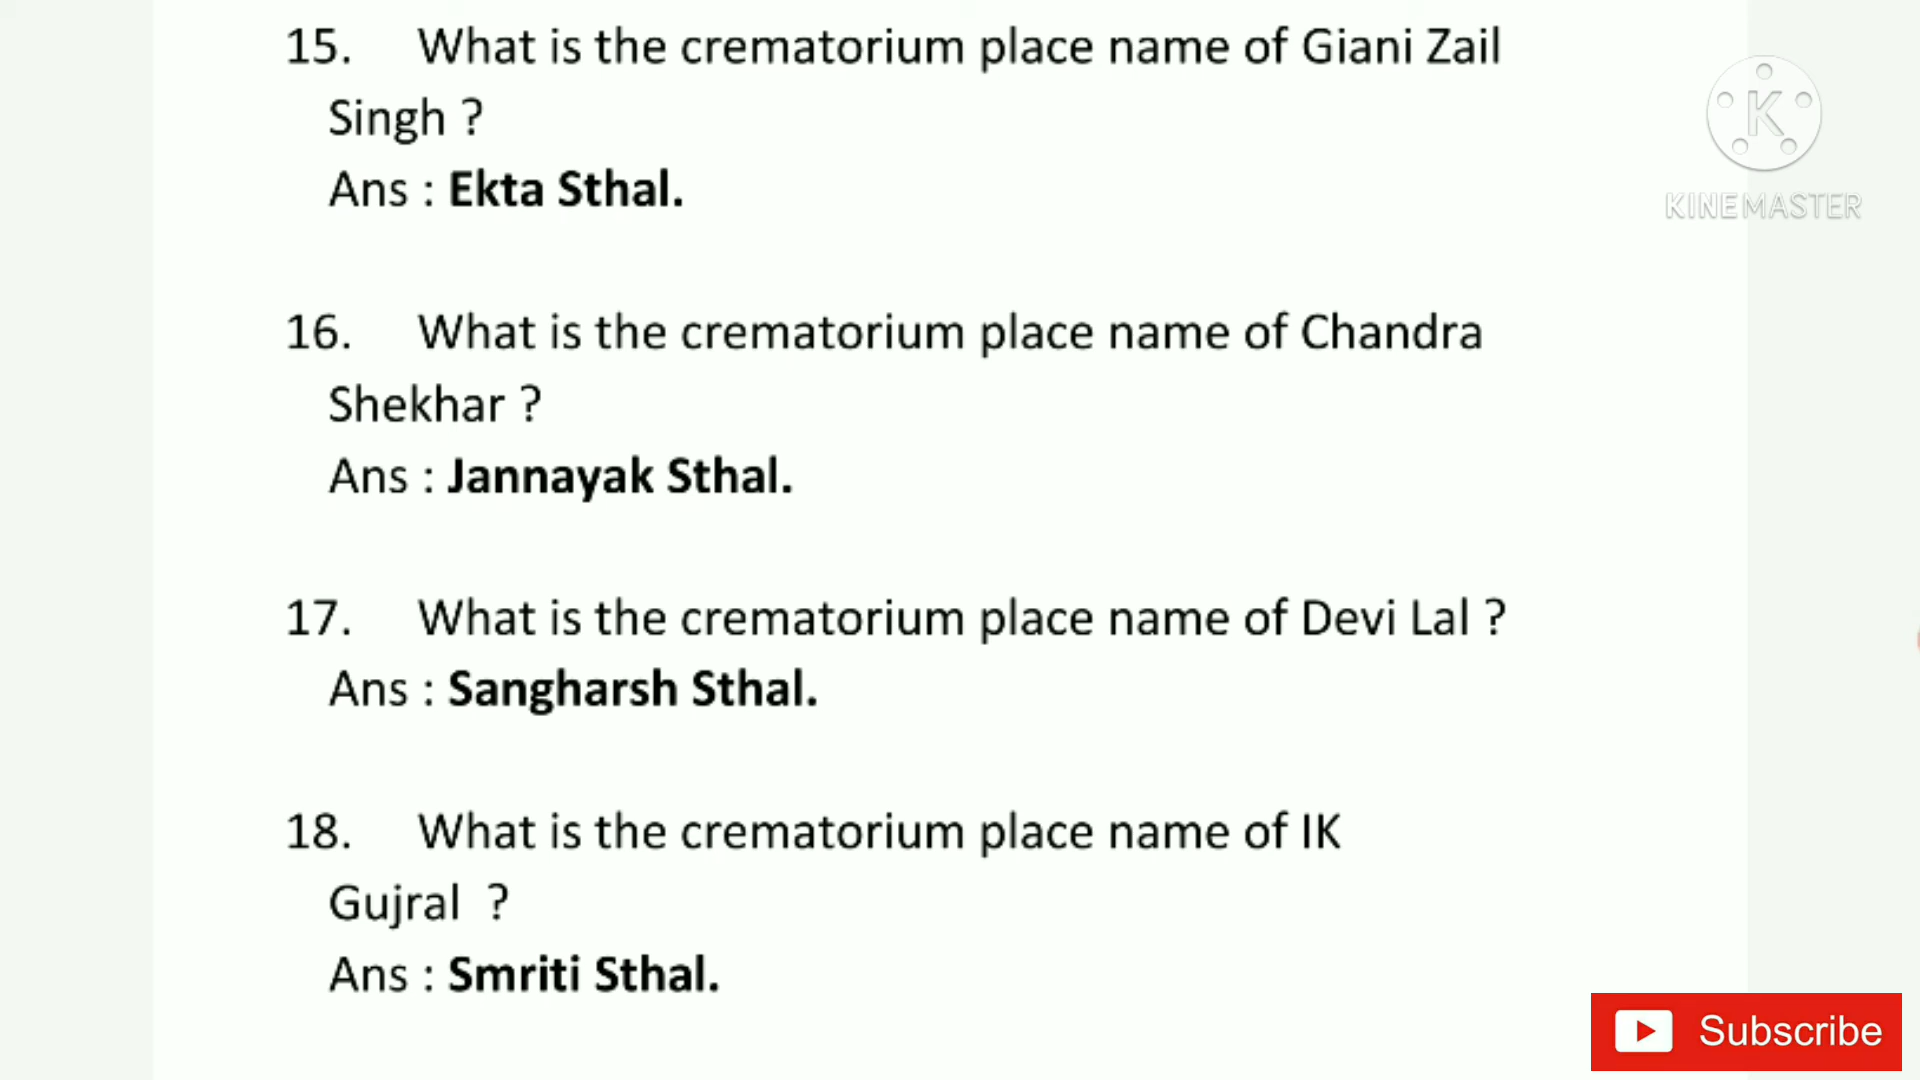 15. What is the crematorium place name of Giani Zail
Singh ?
Ans : Ekta Sthal.
K
KINEMASTER
16. What is the crematorium place name of Chandra
Shekhar ?
Ans : Jannayak Sthal.
17. What is the crematorium place name of Devi Lal ?
Ans : Sangharsh Sthal.
18. What is the crematorium place name of IK
Gujral ?
Ans : Smriti Sthal.
Subscribe